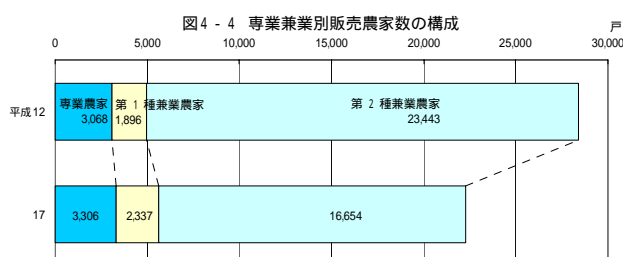 図4-4 専業兼業別販売農家数の構成
戸
0 5,000 10,000 15,000 20,000 25,000 30,000
平成12
専業農家 第1種兼業農家 第2種兼業農家
3,068 1,896 23,443
17
3,306 2,337 16,654